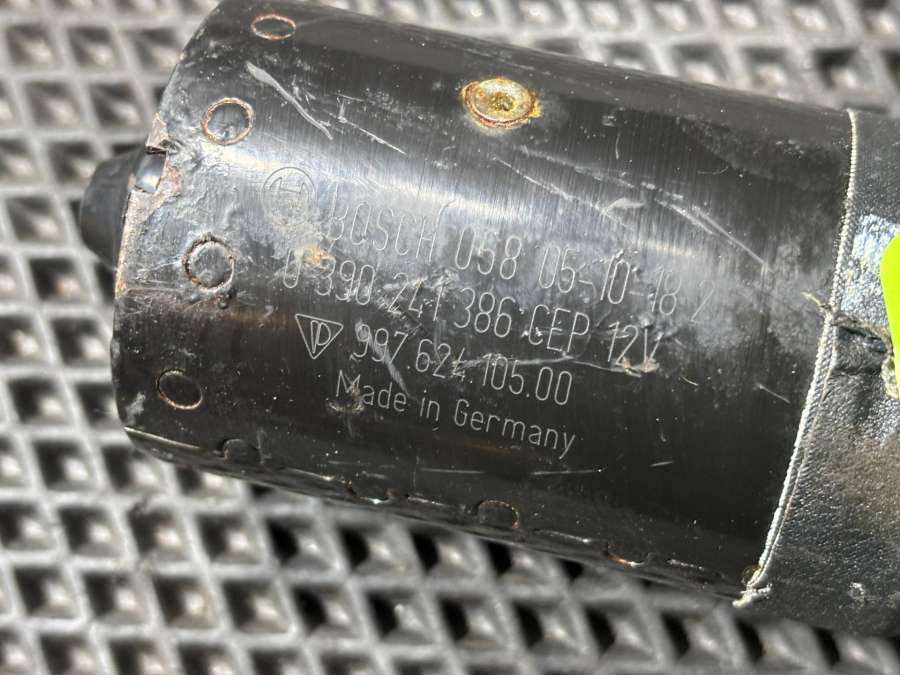 BOSCH 058 05-10-18 2
0 390 241 386 CEP 12V
997.624.105.00
Made in Germany